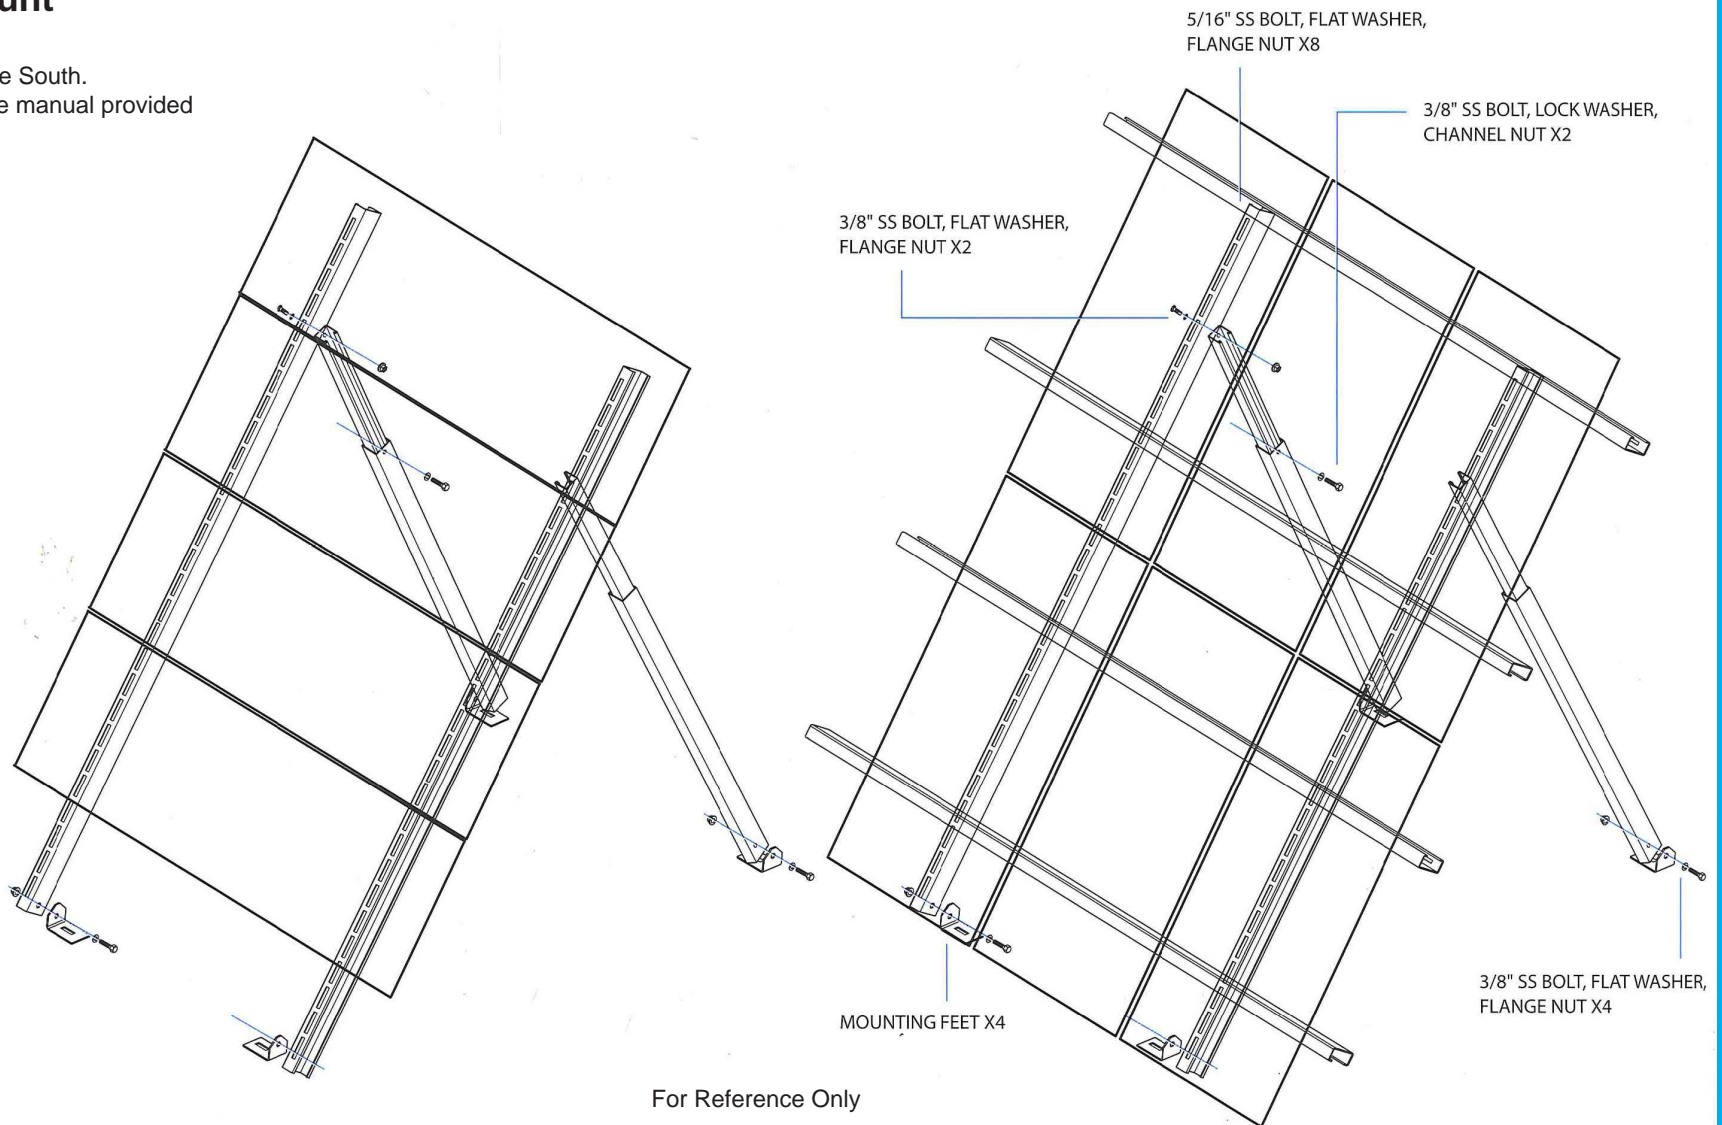 e South.
e manual provided
5/16" SS BOLT, FLAT WASHER,
FLANGE NUT X8
3/8" SS BOLT, LOCK WASHER,
CHANNEL NUT X2
3/8" SS BOLT, FLAT WASHER,
FLANGE NUT X2
3/8" SS BOLT, FLAT WASHER,
FLANGE NUT X4
MOUNTING FEET X4
For Reference Only